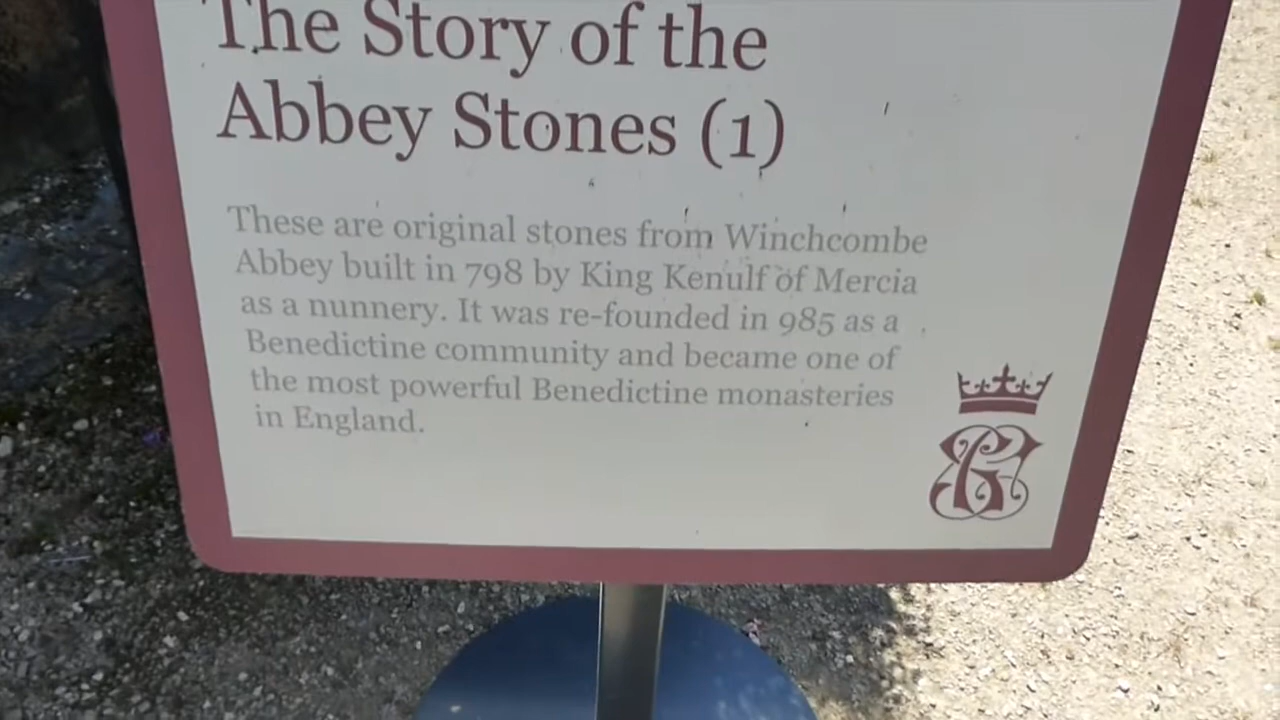 The Story of the
Abbey Stones (1)
These are original stones from Winchcombe
Abbey built in 798 by King Kenulf of Mercia
as a nunnery. It was re-founded in 985 as a
Benedictine community and became one of
the most powerful Benedictine monasteries
in England.